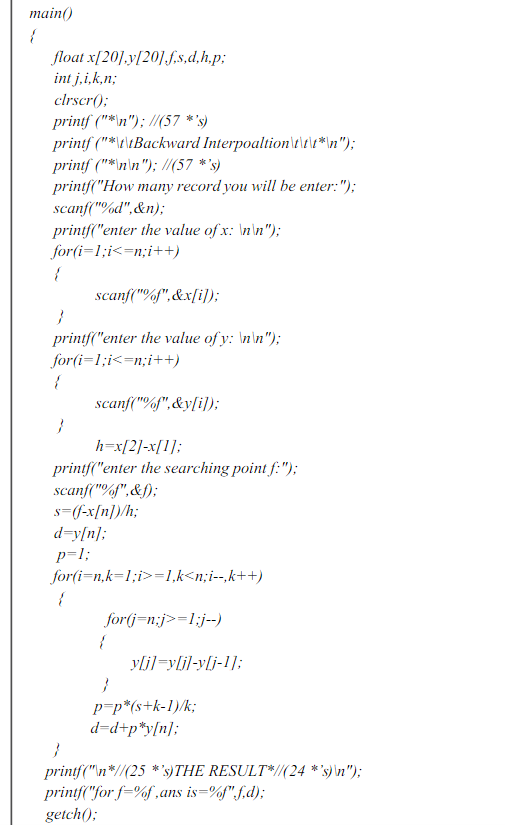 main()
{
float x[20],y[20],f,s,d,h,p;
int j,i,k,n;
clrscr();
printf ("*\n"); //(57 *'s)
printf ("*\t\tBackward Interpoaltion\t\t\t*\n");
printf ("*\n\n"); //(57 *'s)
printf("How many record you will be enter:");
scanf("%d",&n);
printf("enter the value of x: \n\n");
for(i=1;i<=n;i++)
{
scanf("%f",&x[i]);
}
printf("enter the value of y: \n\n");
for(i=1;i<=n;i++)
{
scanf("%f",&y[i]);
}
h=x[2]-x[1];
printf("enter the searching point f:");
scanf("%f",&f);
s=(f-x[n])/h;
d=y[n];
p=1;
for(i=n,k=1;i>=1,k<n;i--,k++)
{
for(j=n;j>=1;j--)
{
y[j]=y[j]-y[j-1];
}
p=p*(s+k-1)/k;
d=d+p*y[n];
}
printf("\n*//(25 *'s)THE RESULT*//(24 *'s)\n");
printf("for f=%f ,ans is=%f",f,d);
getch();